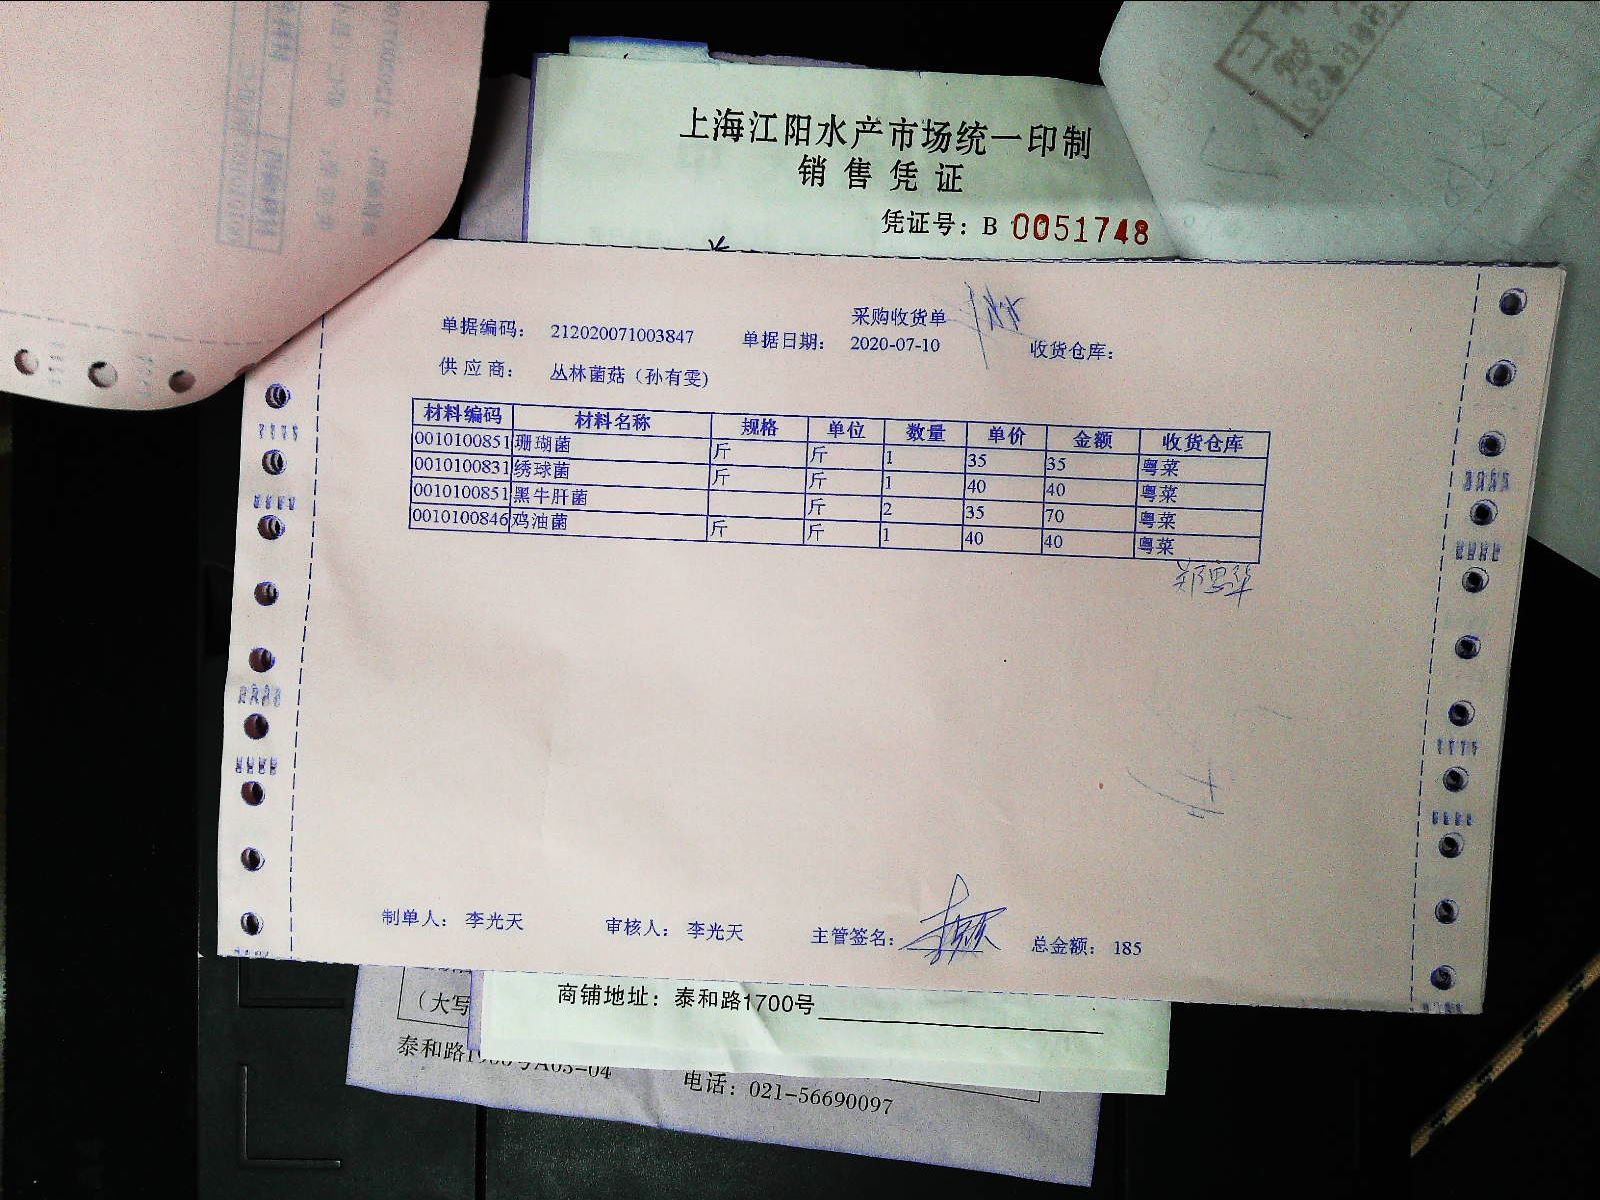 上海江阳水产市场统一印制
销售凭证
凭证号：B 0051748
采购收货单
单据编码： 212020071003847 单据日期： 2020-07-10 收货仓库：
供应商： 丛林菌菇（孙有雯）
材料编码 材料名称 规格 单位 数量 单价 金额 收货仓库
0010100851 珊瑚菌 斤 斤 1 35 35 粤菜
0010100831 绣球菌 斤 斤 1 40 40 粤菜
0010100851 黑牛肝菌 斤 2 35 70 粤菜
0010100846 鸡油菌 斤 斤 1 40 40 粤菜
制单人： 李光天 审核人： 李光天 主管签名： 总金额： 185
商铺地址：泰和路1700号
（大写
电话：021-56690097